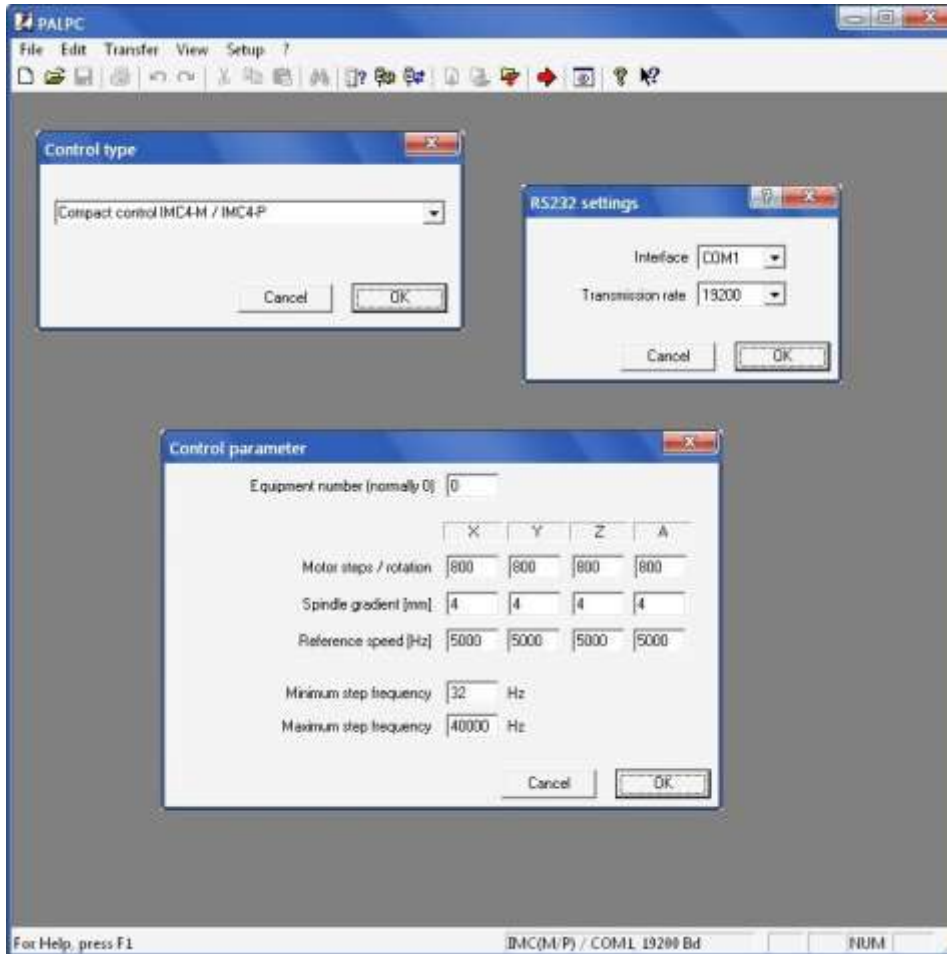 PALPC
File Edit Transfer View Setup ?
Control type
Compact control IMC4-M / IMC4-P
Cancel OK
RS232 settings
Interface COM1
Transmission rate 19200
Cancel OK
Control parameter
Equipment number (normally 0) 0
X Y Z A
Motor steps / rotation 800 800 800 800
Spindle gradient [mm] 4 4 4 4
Reference speed [Hz] 5000 5000 5000 5000
Minimum step frequency 32 Hz
Maximum step frequency 40000 Hz
Cancel OK
For Help, press F1 IMC(M/P) / COM1, 19200 Bd NUM